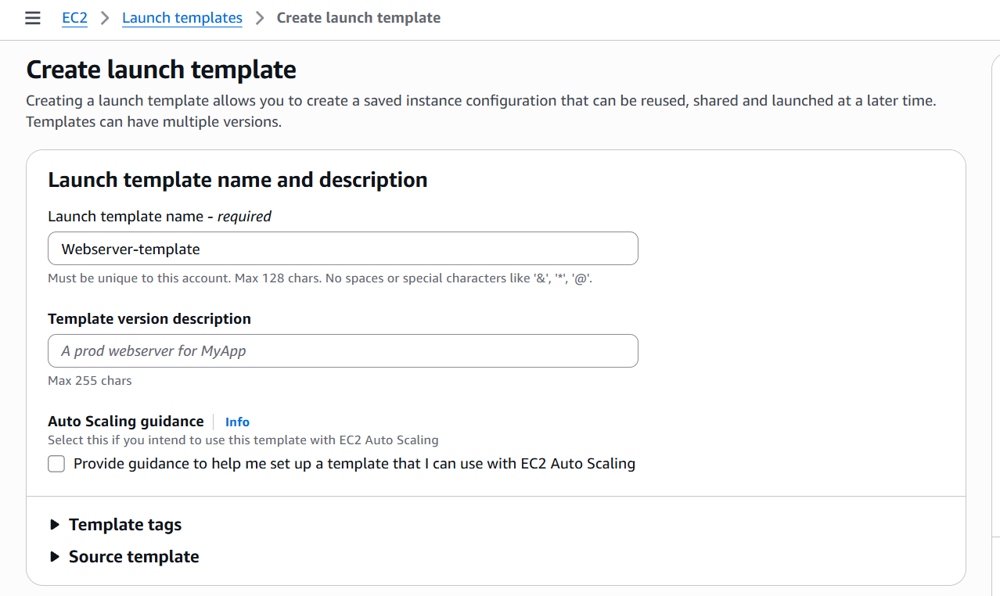 EC2 > Launch templates > Create launch template
Create launch template
Creating a launch template allows you to create a saved instance configuration that can be reused, shared and launched at a later time.
Templates can have multiple versions.
Launch template name and description
Launch template name - required
Webserver-template
Must be unique to this account. Max 128 chars. No spaces or special characters like '&', '*', '@'.
Template version description
A prod webserver for MyApp
Max 255 chars
Auto Scaling guidance Info
Select this if you intend to use this template with EC2 Auto Scaling
Provide guidance to help me set up a template that I can use with EC2 Auto Scaling
Template tags
Source template